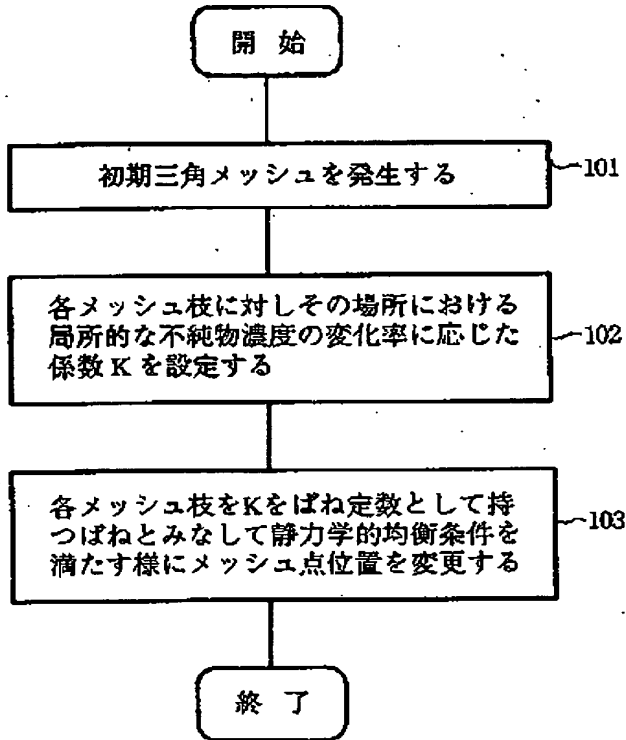 開始
初期三角メッシュを発生する
101
各メッシュ枝に対しその場所における
局所的な不純物濃度の変化率に応じた
係数Kを設定する
102
各メッシュ枝をKをばね定数として持
つばねとみなして静力学的均衡条件を
満たす様にメッシュ点位置を変更する
103
終了